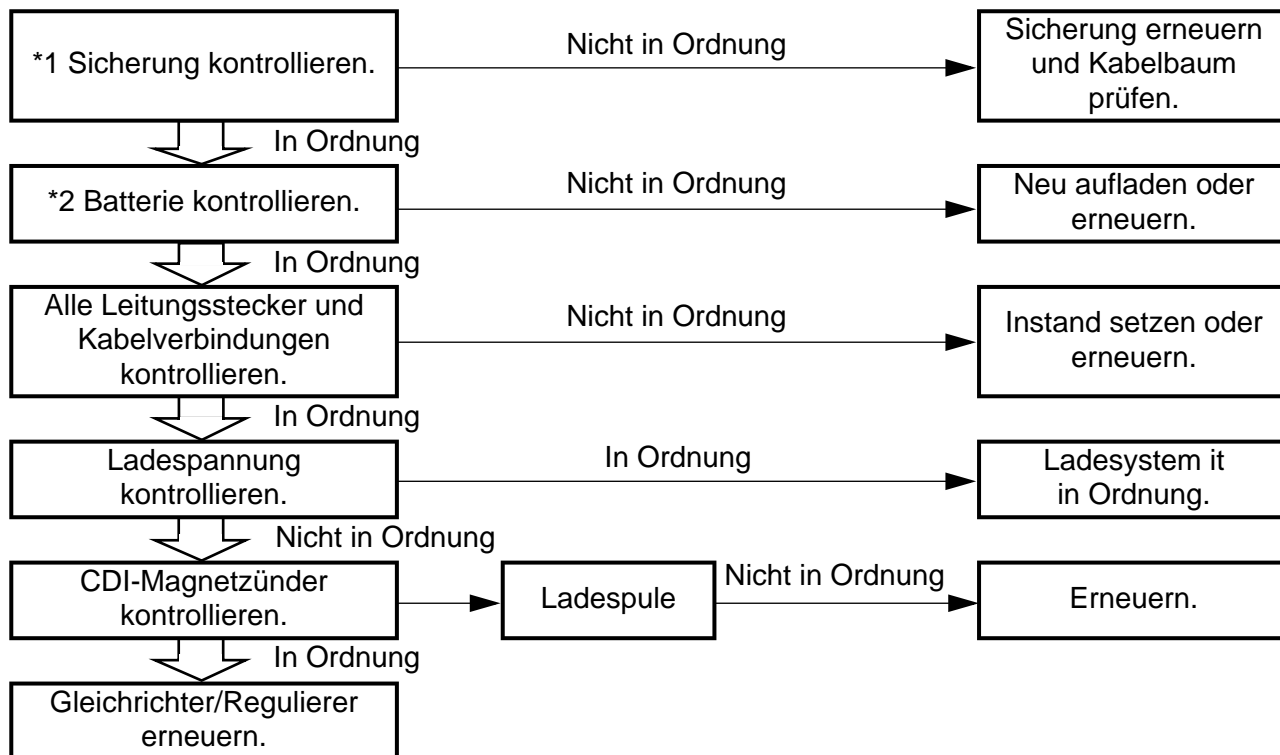 *1 Sicherung kontrollieren.
Nicht in Ordnung
Sicherung erneuern
und Kabelbaum
prüfen.
In Ordnung
*2 Batterie kontrollieren.
Nicht in Ordnung
Neu aufladen oder
erneuern.
In Ordnung
Alle Leitungsstecker und
Kabelverbindungen
kontrollieren.
Nicht in Ordnung
Instand setzen oder
erneuern.
In Ordnung
Ladespannung
kontrollieren.
In Ordnung
Ladesystem it
in Ordnung.
Nicht in Ordnung
CDI-Magnetzünder
kontrollieren.
Ladespule
Nicht in Ordnung
Erneuern.
In Ordnung
Gleichrichter/Regulierer
erneuern.